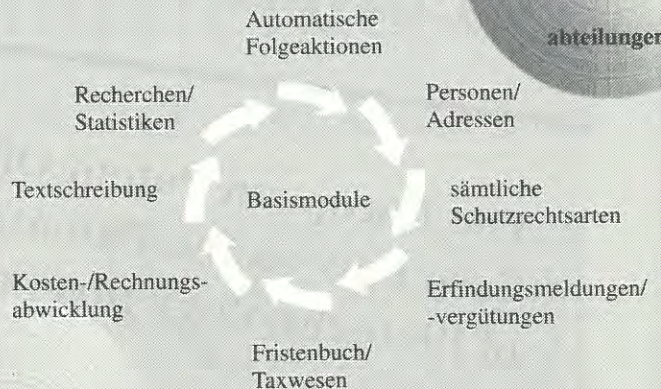 Automatische
Folgeaktionen
abteilungen
Personen/
Adressen
sämtliche
Schutzrechtsarten
Erfindungsmeldungen/
-vergütungen
Fristenbuch/
Taxwesen
Kosten-/Rechnungs-
abwicklung
Textschreibung
Recherchen/
Statistiken
Basismodule